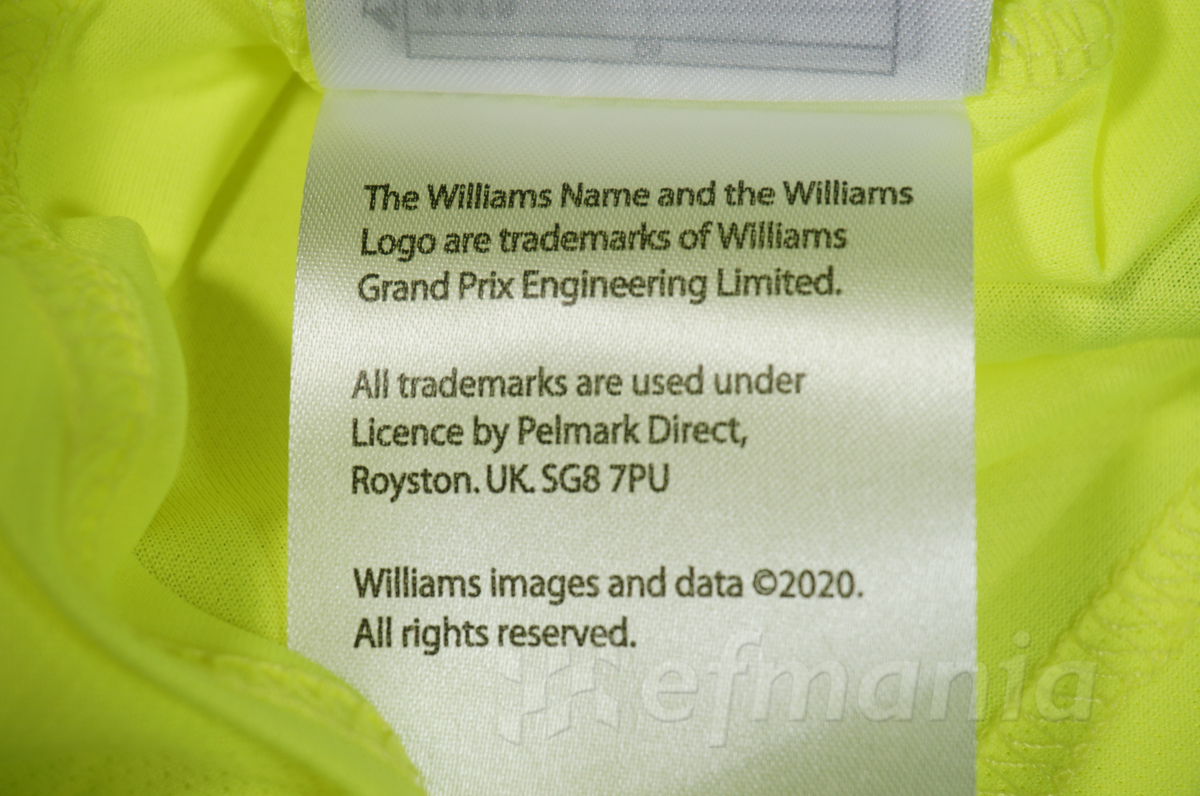 The Williams Name and the Williams
Logo are trademarks of Williams
Grand Prix Engineering Limited.
All trademarks are used under
Licence by Pelmark Direct,
Royston. UK. SG8 7PU
Williams images and data ©2020.
All rights reserved.
efmania